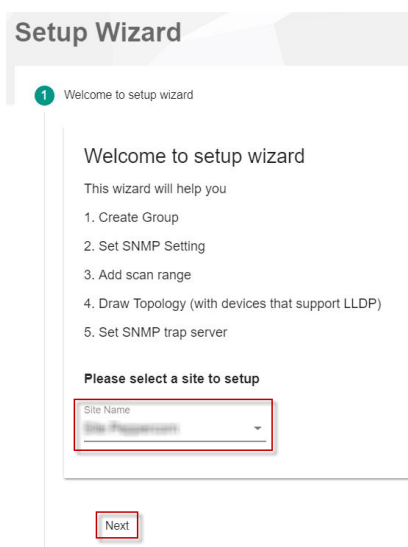 Setup Wizard
1 Welcome to setup wizard
Welcome to setup wizard
This wizard will help you
1. Create Group
2. Set SNMP Setting
3. Add scan range
4. Draw Topology (with devices that support LLDP)
5. Set SNMP trap server
Please select a site to setup
Site Name
Next